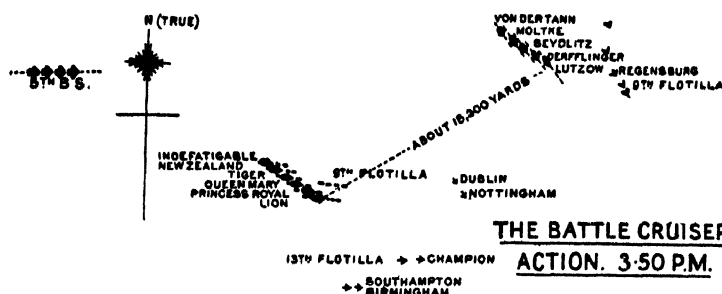 N (TRUE)
VON DER TANN
MOLTKE
SEYDLITZ
DERFFLINGER
LUTZOW
REGENSBURG
9TH FLOTILLA
5TH B S.
ABOUT 15,300 YARDS
INDEFATIGABLE
NEW ZEALAND
TIGER
QUEEN MARY
PRINCESS ROYAL
LION
9TH FLOTILLA
DUBLIN
NOTTINGHAM
THE BATTLE CRUISER
ACTION. 3·50 P.M.
13TH FLOTILLA
CHAMPION
SOUTHAMPTON
BIRMINGHAM